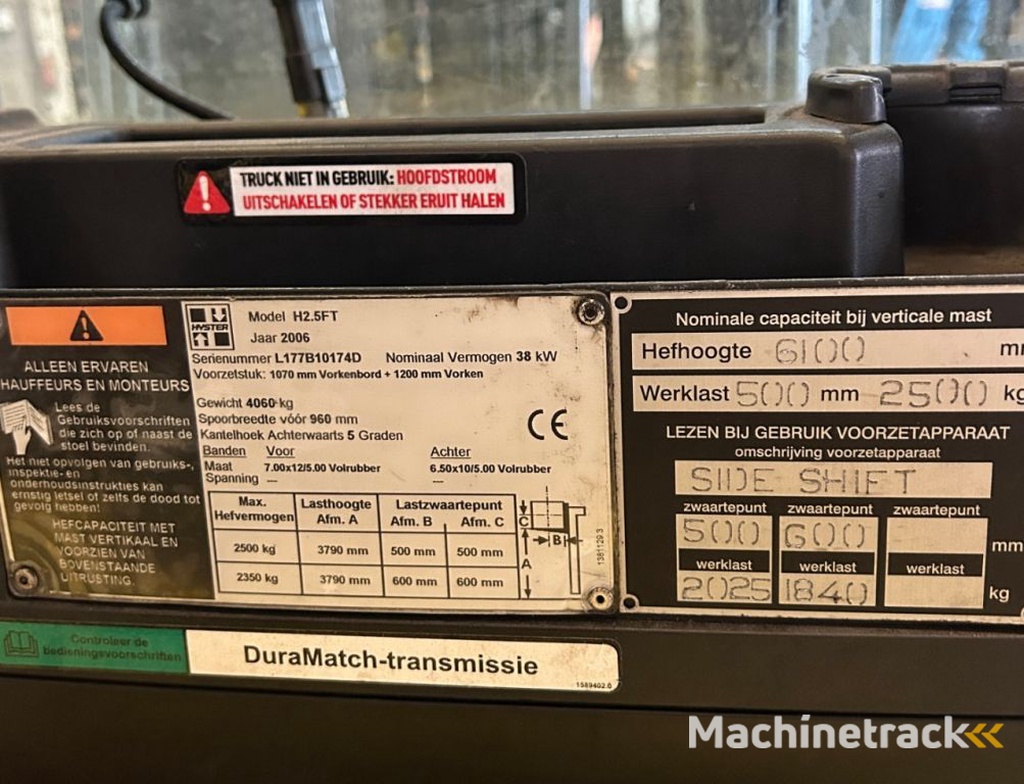 TRUCK NIET IN GEBRUIK: HOOFDSTROOM
UITSCHAKELEN OF STEKKER ERUIT HALEN
ALLEEN ERVAREN
HAUFFEURS EN MONTEURS
Lees de
Gebruiksvoorschriften
die zich op of naast de
stoel bevinden.
Het niet opvolgen van gebruiks-,
inspektie- en
onderhoudsinstrukties kan
ernstig letsel of zelfs de dood tot
gevolg hebben!
HEFCAPACITEIT MET
MAST VERTIKAAL EN
VOORZIEN VAN
BOVENSTAANDE
UITRUSTING.
HYSTER
Model H2.5FT
Jaar 2006
Serienummer L177B10174D Nominaal Vermogen 38 kW
Voorzetstuk: 1070 mm Vorkenbord + 1200 mm Vorken
Gewicht 4060 kg
Spoorbreedte vóór 960 mm
Kantelhoek Achterwaarts 5 Graden
CE
Banden Voor Achter
Maat 7.00x12/5.00 Volrubber 6.50x10/5.00 Volrubber
Spanning --- ---
Max. Hefvermogen Lasthoogte Afm. A Lastzwaartepunt Afm. B Afm. C
2500 kg 3790 mm 500 mm 500 mm
2350 kg 3790 mm 600 mm 600 mm
C
B
A
1381129.3
Nominale capaciteit bij verticale mast
Hefhoogte 6100 mm
Werklast 500 mm 2500 kg
LEZEN BIJ GEBRUIK VOORZETAPPARAAT
omschrijving voorzetapparaat
SIDE SHIFT
zwaartepunt zwaartepunt zwaartepunt
500 600 mm
werklast werklast werklast
2025 1840 kg
Controleer de
bedieningsvoorschriften
DuraMatch-transmissie
1589402.0
Machinetrack